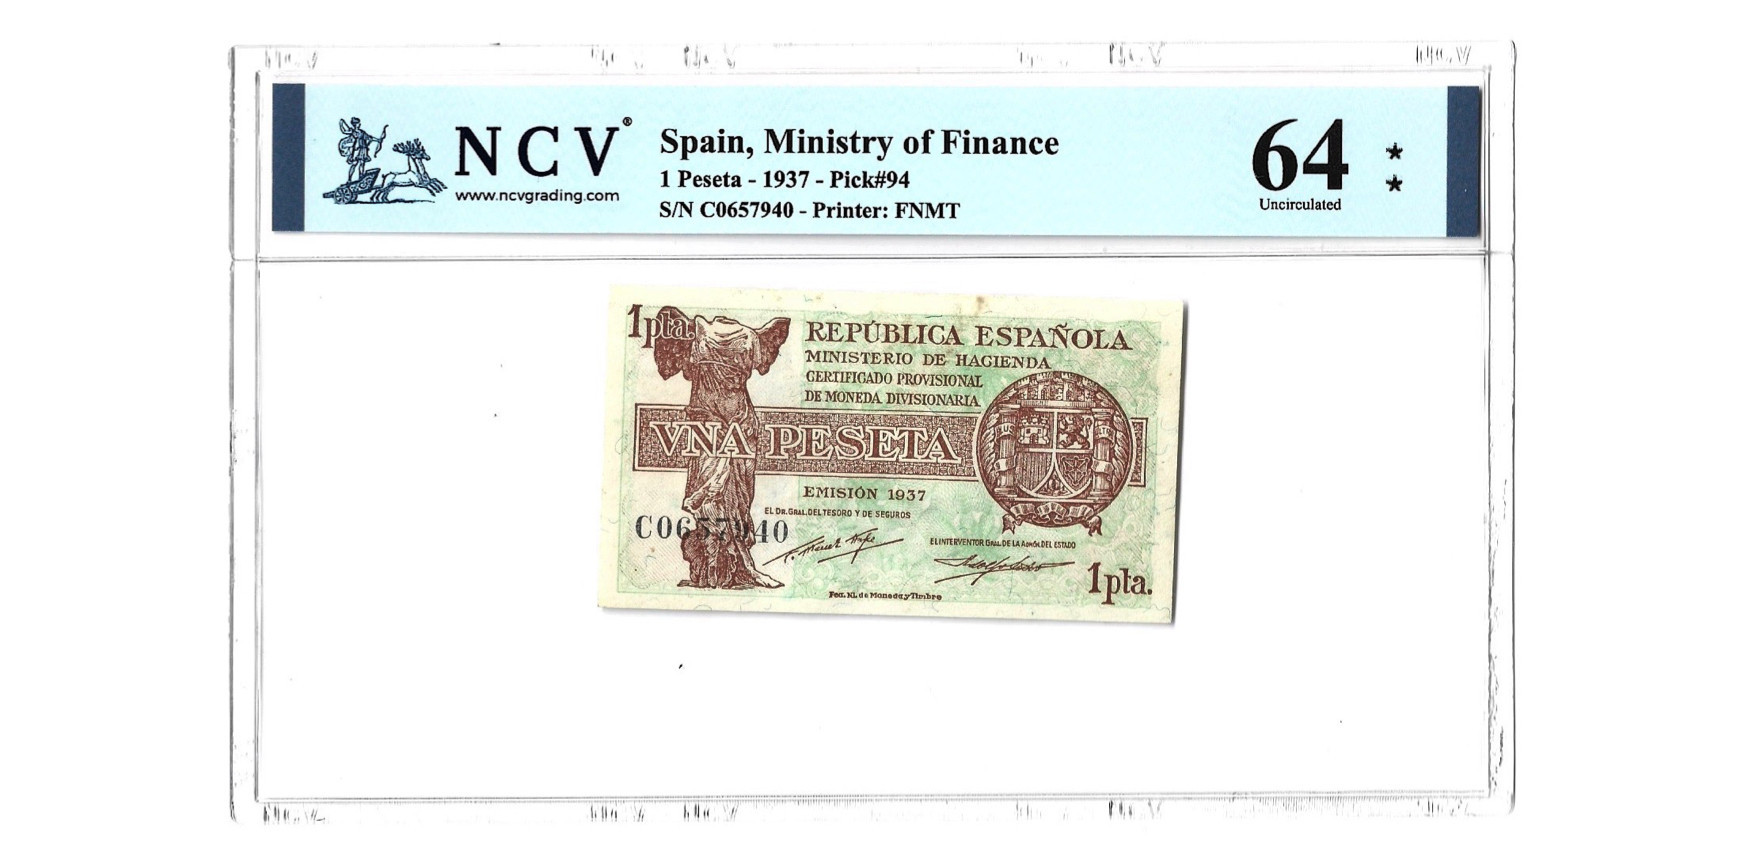 NCV®
www.ncvgrading.com
Spain, Ministry of Finance
1 Peseta - 1937 - Pick#94
S/N C0657940 - Printer: FNMT
64 ★
★
Uncirculated
1pta.
REPÚBLICA ESPAÑOLA
MINISTERIO DE HACIENDA
CERTIFICADO PROVISIONAL
DE MONEDA DIVISIONARIA
VNA PESETA
EMISIÓN 1937
EL DR. GRAL. DEL TESORO Y DE SEGUROS
C0657940
EL INTERVENTOR GRAL. DE LA ADMÓN. DEL ESTADO
1pta.
FCA. NL. de Moneda y Timbre